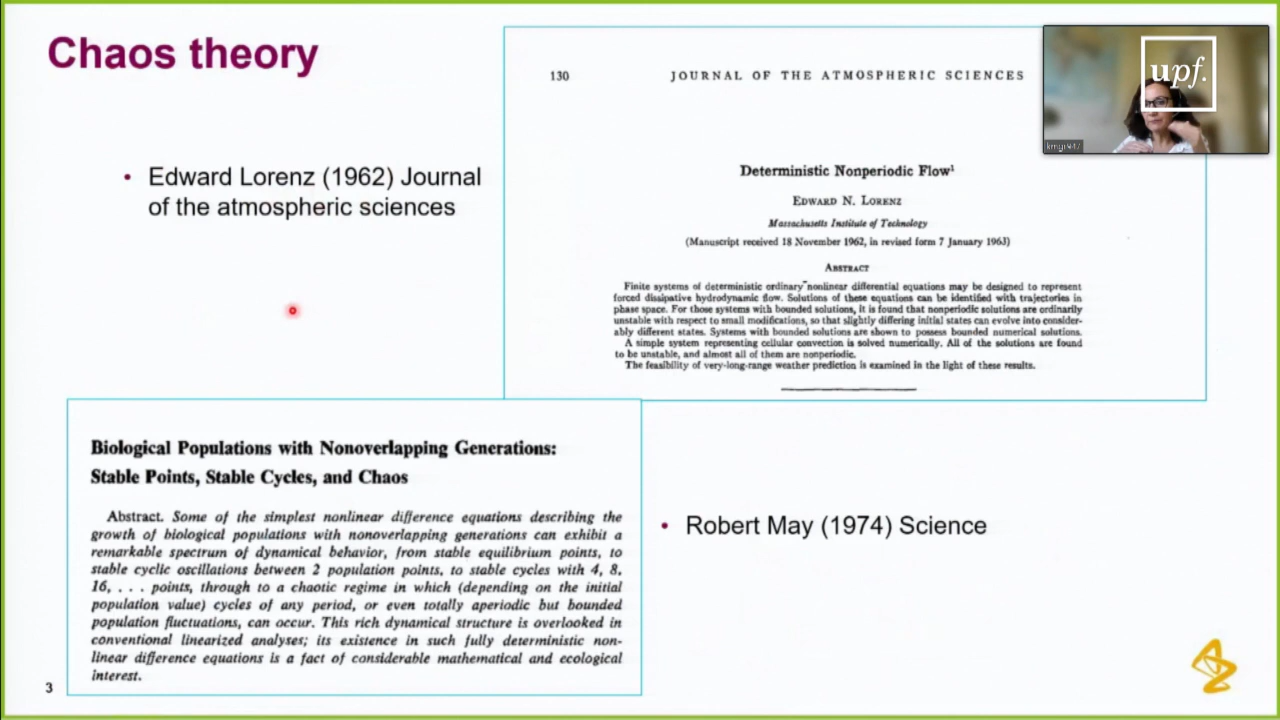 Chaos theory
• Edward Lorenz (1962) Journal
of the atmospheric sciences
130 JOURNAL OF THE ATMOSPHERIC SCIENCES
Deterministic Nonperiodic Flow¹
EDWARD N. LORENZ
Massachusetts Institute of Technology
(Manuscript received 18 November 1962, in revised form 7 January 1963)
ABSTRACT
Finite systems of deterministic ordinary nonlinear differential equations may be designed to represent
forced dissipative hydrodynamic flow. Solutions of these equations can be identified with trajectories in
phase space. For those systems with bounded solutions, it is found that nonperiodic solutions are ordinarily
unstable with respect to small modifications, so that slightly differing initial states can evolve into consider-
ably different states. Systems with bounded solutions are shown to possess bounded numerical solutions.
A simple system representing cellular convection is solved numerically. All of the solutions are found
to be unstable, and almost all of them are nonperiodic.
The feasibility of very-long-range weather prediction is examined in the light of these results.
upf.
Biological Populations with Nonoverlapping Generations:
Stable Points, Stable Cycles, and Chaos
Abstract. Some of the simplest nonlinear difference equations describing the
growth of biological populations with nonoverlapping generations can exhibit a
remarkable spectrum of dynamical behavior, from stable equilibrium points, to
stable cyclic oscillations between 2 population points, to stable cycles with 4, 8,
16, . . . points, through to a chaotic regime in which (depending on the initial
population value) cycles of any period, or even totally aperiodic but bounded
population fluctuations, can occur. This rich dynamical structure is overlooked in
conventional linearized analyses; its existence in such fully deterministic non-
linear difference equations is a fact of considerable mathematical and ecological
interest.
• Robert May (1974) Science
3